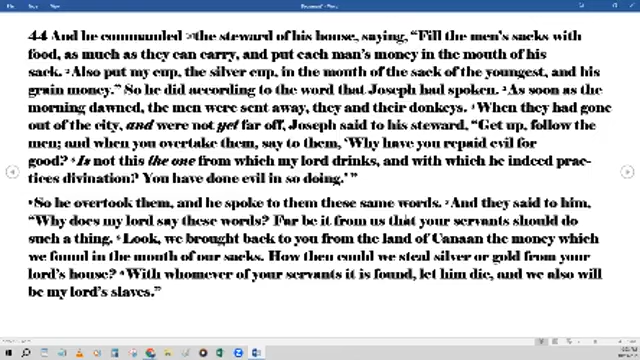 44 And he commanded the steward of his house, saying, “Fill the men’s sacks with
food, as much as they can carry, and put each man’s money in the mouth of his
sack. ²Also put my cup, the silver cup, in the mouth of the sack of the youngest, and his
grain money.” So he did according to the word that Joseph had spoken. ³As soon as the
morning dawned, the men were sent away, they and their donkeys. ⁴When they had gone
out of the city, and were not yet far off, Joseph said to his steward, “Get up, follow the
men; and when you overtake them, say to them, ‘Why have you repaid evil for
good? ⁵Is not this the one from which my lord drinks, and with which he indeed prac-
tices divination? You have done evil in so doing.’ ”
⁶So he overtook them, and he spoke to them these same words. ⁷And they said to him,
“Why does my lord say these words? Far be it from us that your servants should do
such a thing. ⁸Look, we brought back to you from the land of Canaan the money which
we found in the mouth of our sacks. How then could we steal silver or gold from your
lord’s house? ⁹With whomever of your servants it is found, let him die, and we also will
be my lord’s slaves.”